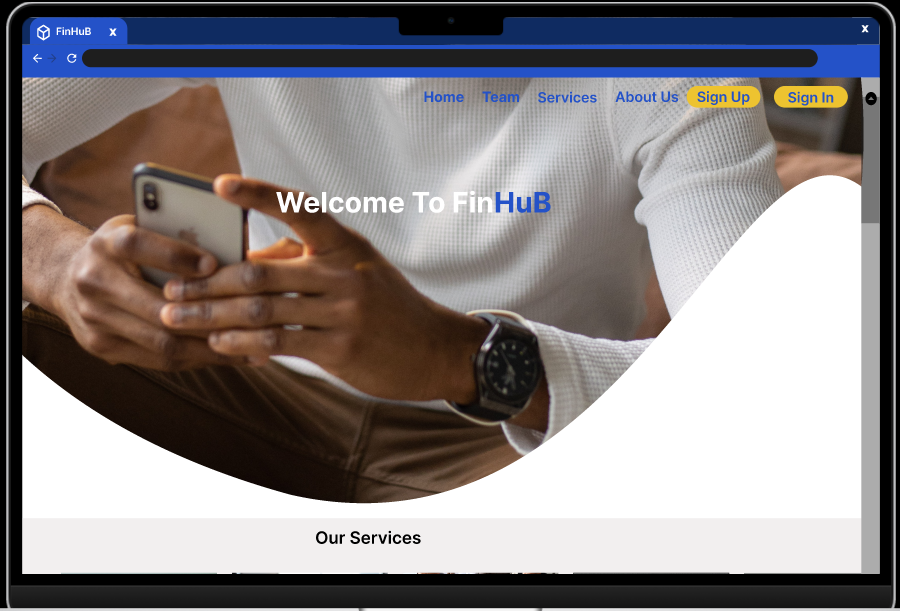 FinHuB X
X
Home Team Services About Us Sign Up Sign In
Welcome To FinHuB
Our Services